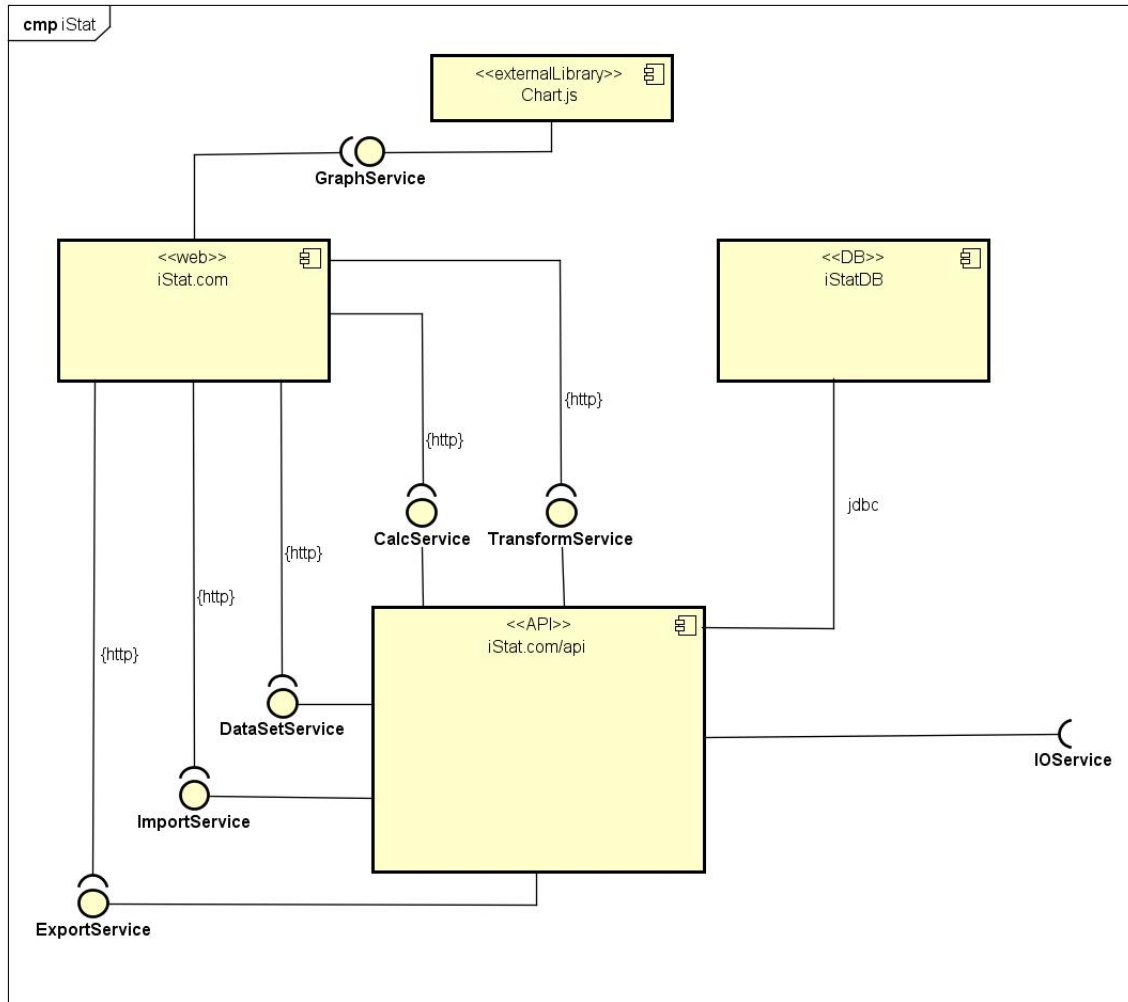 cmp iStat
<<externalLibrary>>
Chart.js
GraphService
<<web>>
iStat.com
<<DB>>
iStatDB
{http}
{http}
jdbc
CalcService
TransformService
{http}
{http}
<<API>>
iStat.com/api
{http}
DataSetService
IOService
ImportService
ExportService